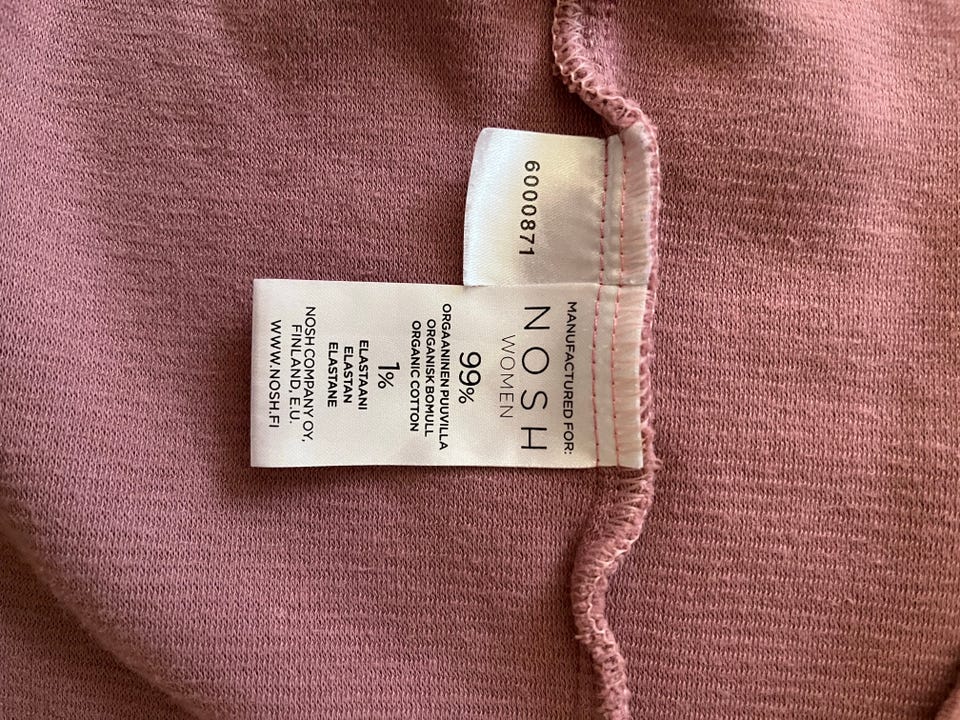 6000871
MANUFACTURED FOR:
NOSH
WOMEN
99%
ORGAANINEN PUUVILLA
ORGANISK BOMULL
ORGANIC COTTON
1%
ELASTAANI
ELASTAN
ELASTANE
NOSH COMPANY OY,
FINLAND, E.U.
WWW.NOSH.FI